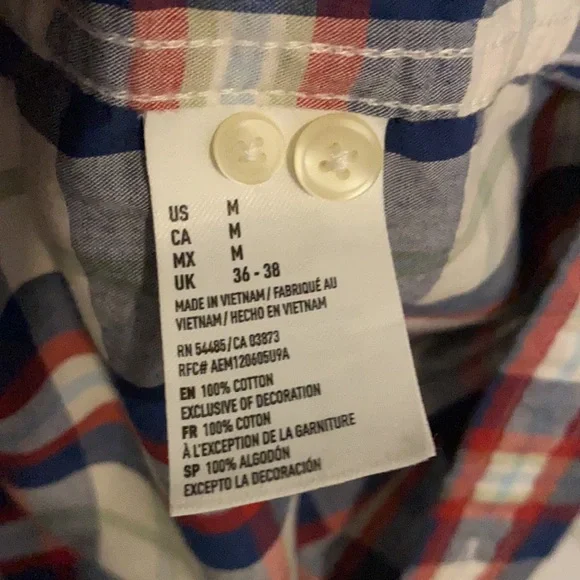 US M
CA M
MX M
UK 36 - 38
MADE IN VIETNAM / FABRIQUÉ AU
VIETNAM / HECHO EN VIETNAM
RN 54485 / CA 03873
RFC# AEM120605U9A
EN 100% COTTON
EXCLUSIVE OF DECORATION
FR 100% COTON
À L'EXCEPTION DE LA GARNITURE
SP 100% ALGODÓN
EXCEPTO LA DECORACIÓN